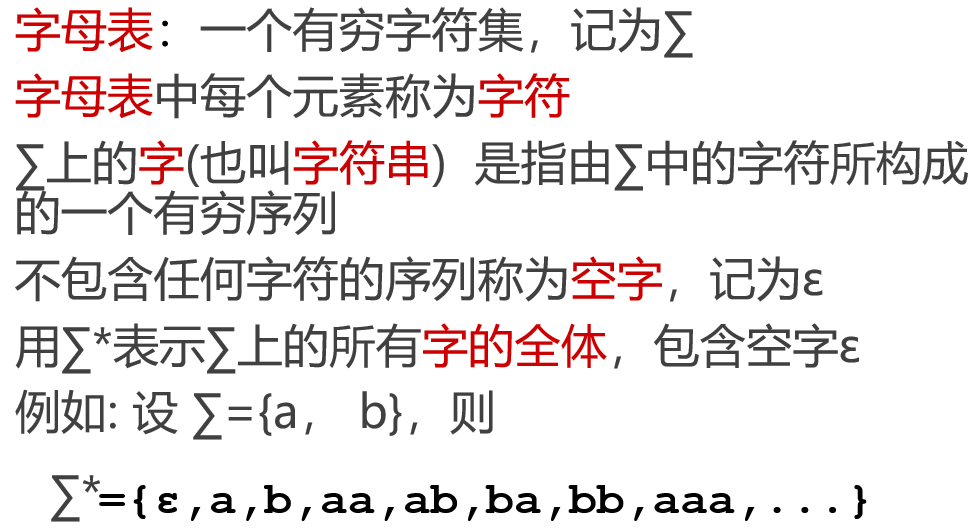 字母表：一个有穷字符集，记为∑
字母表中每个元素称为字符
∑上的字(也叫字符串）是指由∑中的字符所构成
的一个有穷序列
不包含任何字符的序列称为空字，记为ε
用∑*表示∑上的所有字的全体，包含空字ε
例如: 设 ∑={a， b}，则
∑*={ε,a,b,aa,ab,ba,bb,aaa,...}